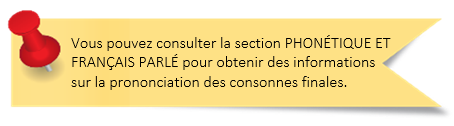 Vous pouvez consulter la section PHONÉTIQUE ET
FRANÇAIS PARLÉ pour obtenir des informations
sur la prononciation des consonnes finales.